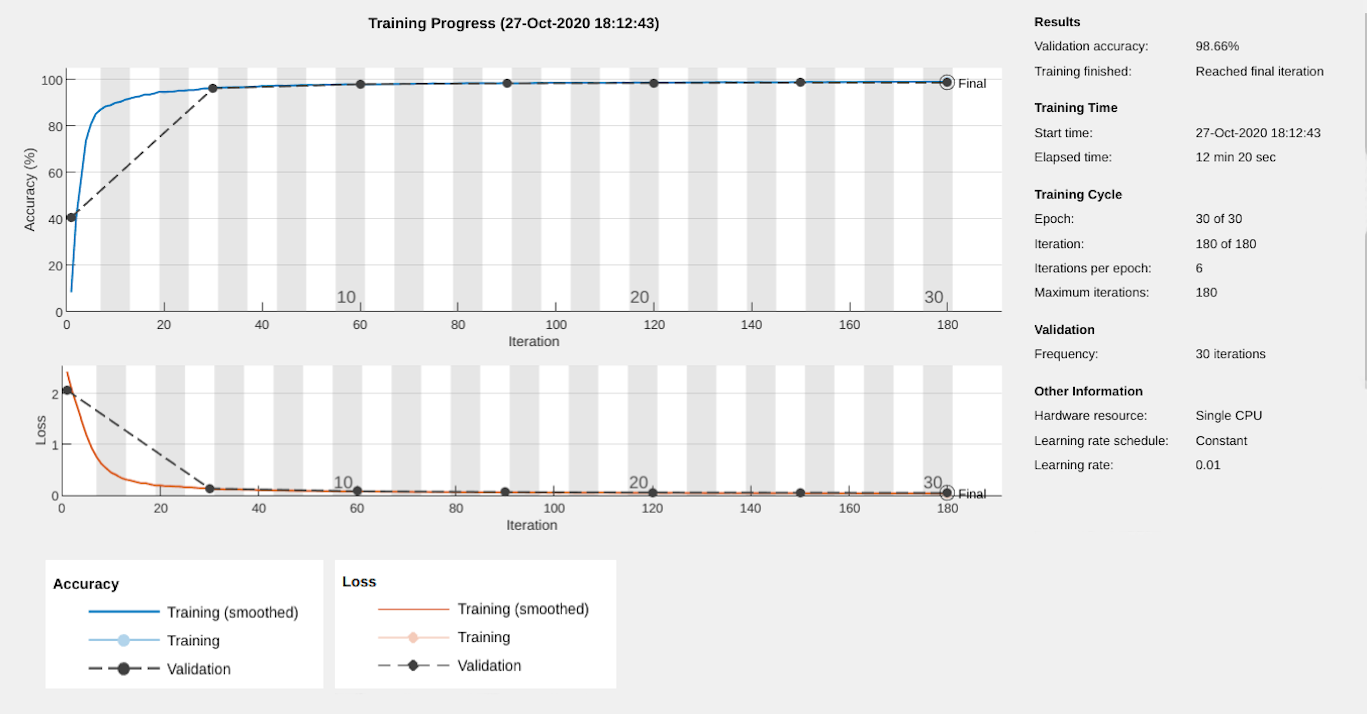 Training Progress (27-Oct-2020 18:12:43)
100
80
60
40
20
0
Accuracy (%)
Final
10
20
30
0 20 40 60 80 100 120 140 160 180
Iteration
2
1
0
Loss
10
20
30
Final
0 20 40 60 80 100 120 140 160 180
Iteration
Accuracy
Training (smoothed)
Training
Validation
Loss
Training (smoothed)
Training
Validation
Results
Validation accuracy: 98.66%
Training finished: Reached final iteration
Training Time
Start time: 27-Oct-2020 18:12:43
Elapsed time: 12 min 20 sec
Training Cycle
Epoch: 30 of 30
Iteration: 180 of 180
Iterations per epoch: 6
Maximum iterations: 180
Validation
Frequency: 30 iterations
Other Information
Hardware resource: Single CPU
Learning rate schedule: Constant
Learning rate: 0.01